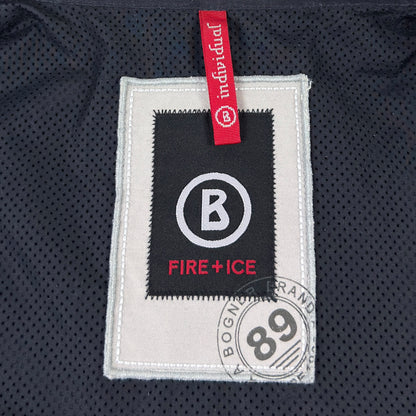 individual
B
B
FIRE+ICE
A BOGNER BRAND
89